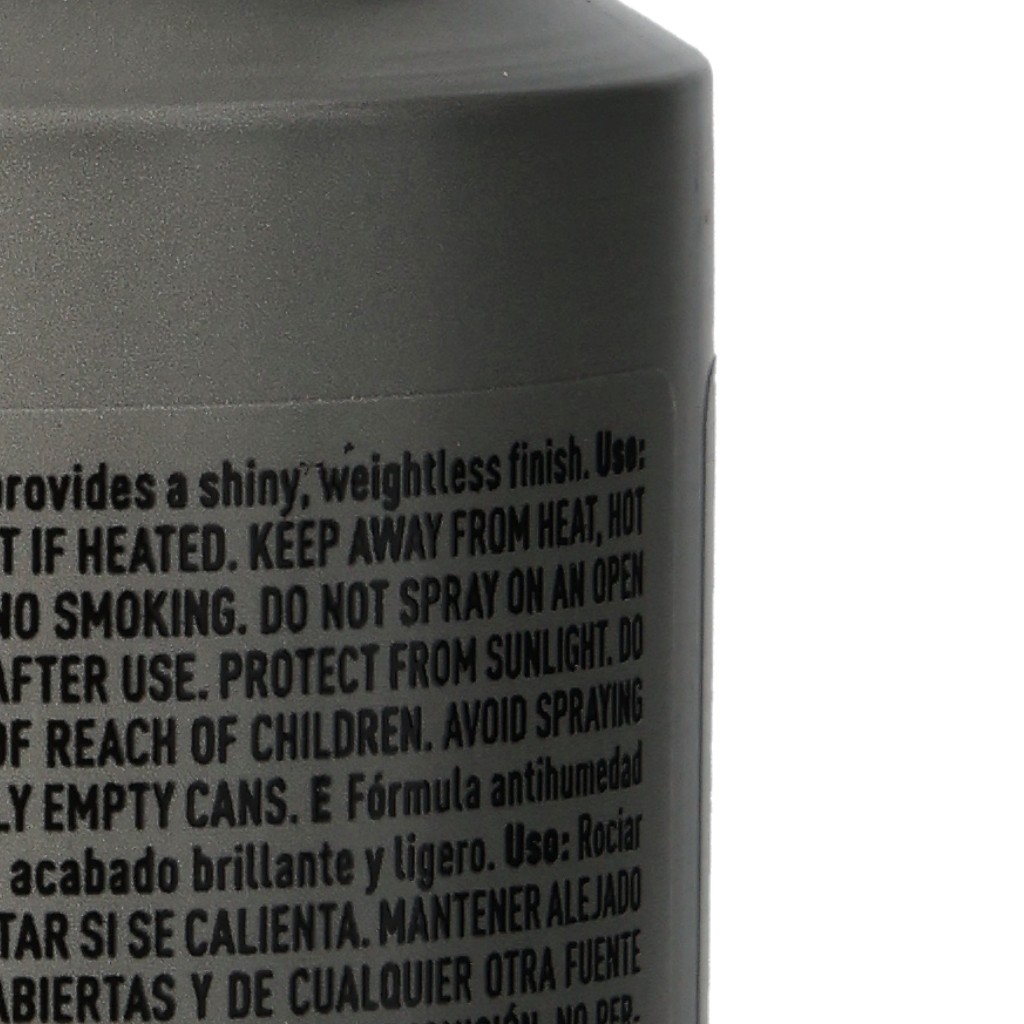 provides a shiny, weightless finish. Use:
T IF HEATED. KEEP AWAY FROM HEAT, HOT
NO SMOKING. DO NOT SPRAY ON AN OPEN
AFTER USE. PROTECT FROM SUNLIGHT. DO
OF REACH OF CHILDREN. AVOID SPRAYING
LY EMPTY CANS. E Fórmula antihumedad
acabado brillante y ligero. Uso: Rociar
TAR SI SE CALIENTA. MANTENER ALEJADO
ABIERTAS Y DE CUALQUIER OTRA FUENTE
NO PER-